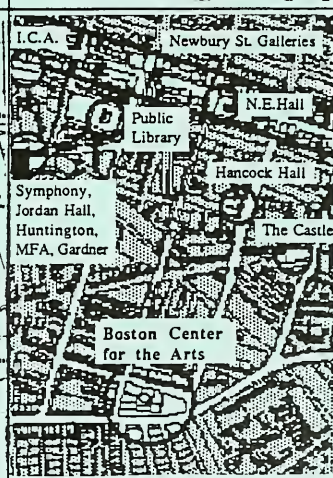 I.C.A.
Newbury St. Galleries
N.E.Hall
Public
Library
Hancock Hall
Symphony,
Jordan Hall,
Huntington,
MFA, Gardner
The Castle
Boston Center
for the Arts